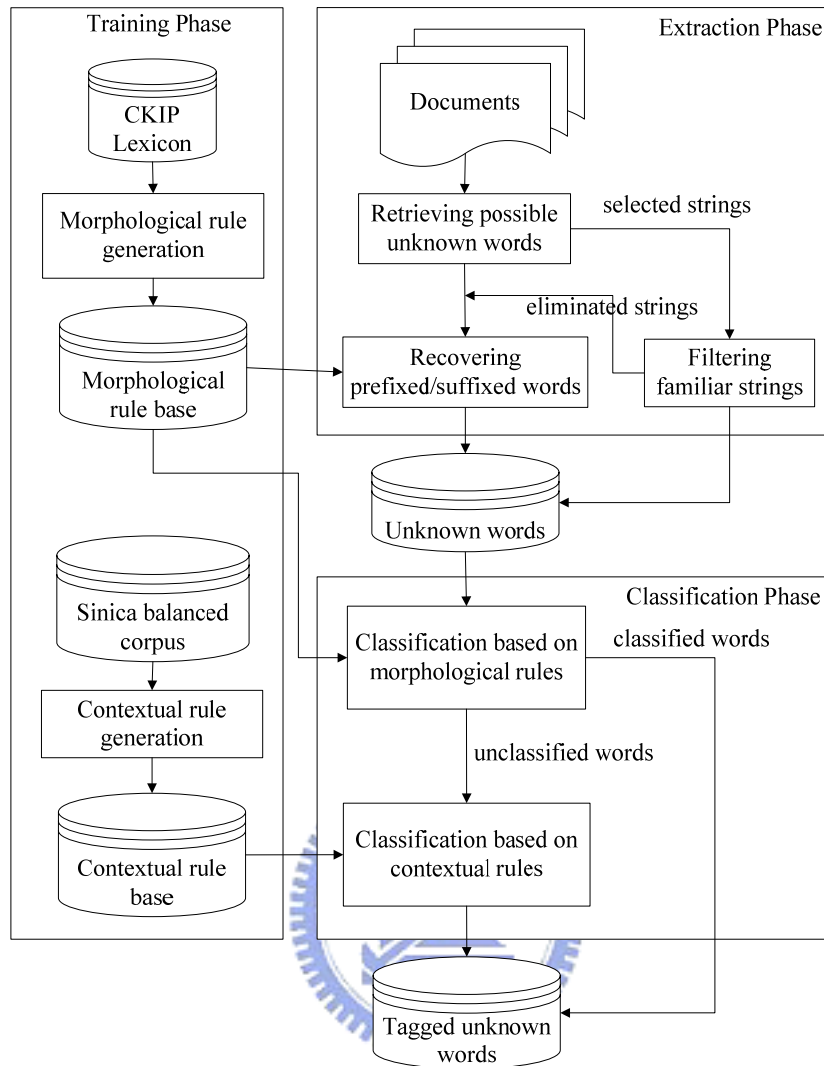 Training Phase
CKIP
Lexicon
Morphological rule
generation
Morphological
rule base
Sinica balanced
corpus
Contextual rule
generation
Contextual rule
base
Extraction Phase
Documents
Retrieving possible
unknown words
selected strings
eliminated strings
Recovering
prefixed/suffixed words
Filtering
familiar strings
Unknown words
Classification Phase
Classification based on
morphological rules
classified words
unclassified words
Classification based on
contextual rules
Tagged unknown
words